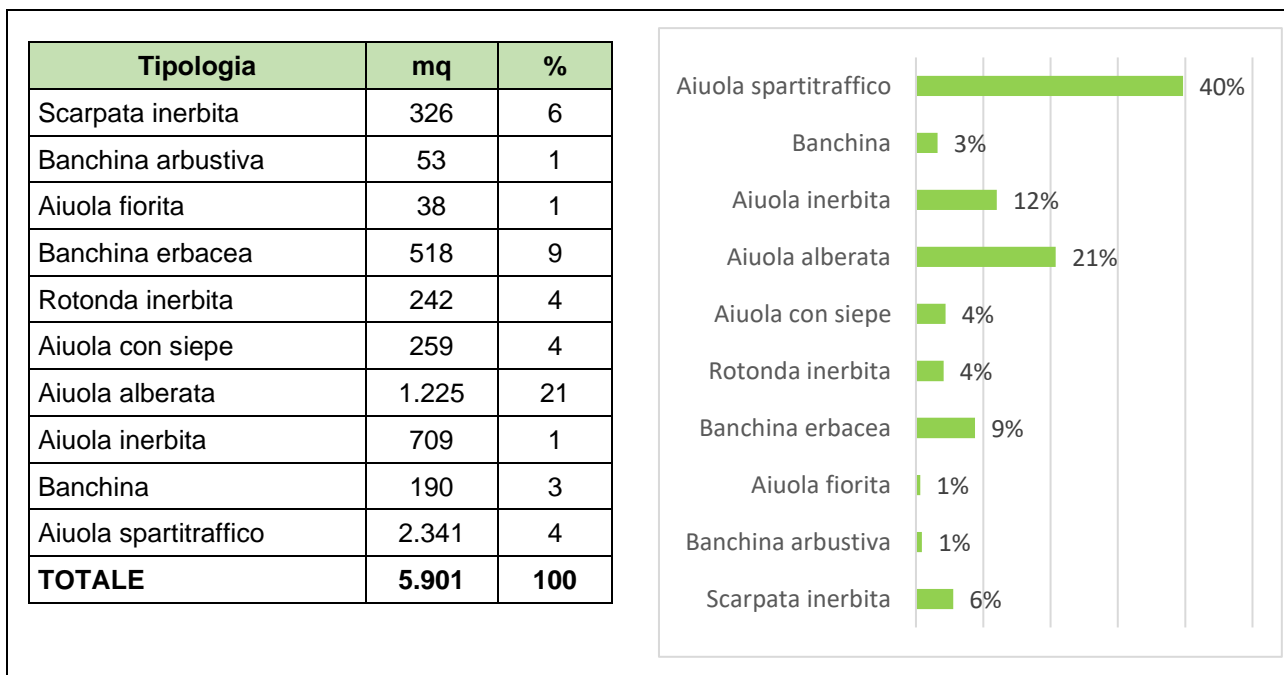 Tipologia mq %
Scarpata inerbita 326 6
Banchina arbustiva 53 1
Aiuola fiorita 38 1
Banchina erbacea 518 9
Rotonda inerbita 242 4
Aiuola con siepe 259 4
Aiuola alberata 1.225 21
Aiuola inerbita 709 1
Banchina 190 3
Aiuola spartitraffico 2.341 4
TOTALE 5.901 100
Aiuola spartitraffico 40%
Banchina 3%
Aiuola inerbita 12%
Aiuola alberata 21%
Aiuola con siepe 4%
Rotonda inerbita 4%
Banchina erbacea 9%
Aiuola fiorita 1%
Banchina arbustiva 1%
Scarpata inerbita 6%